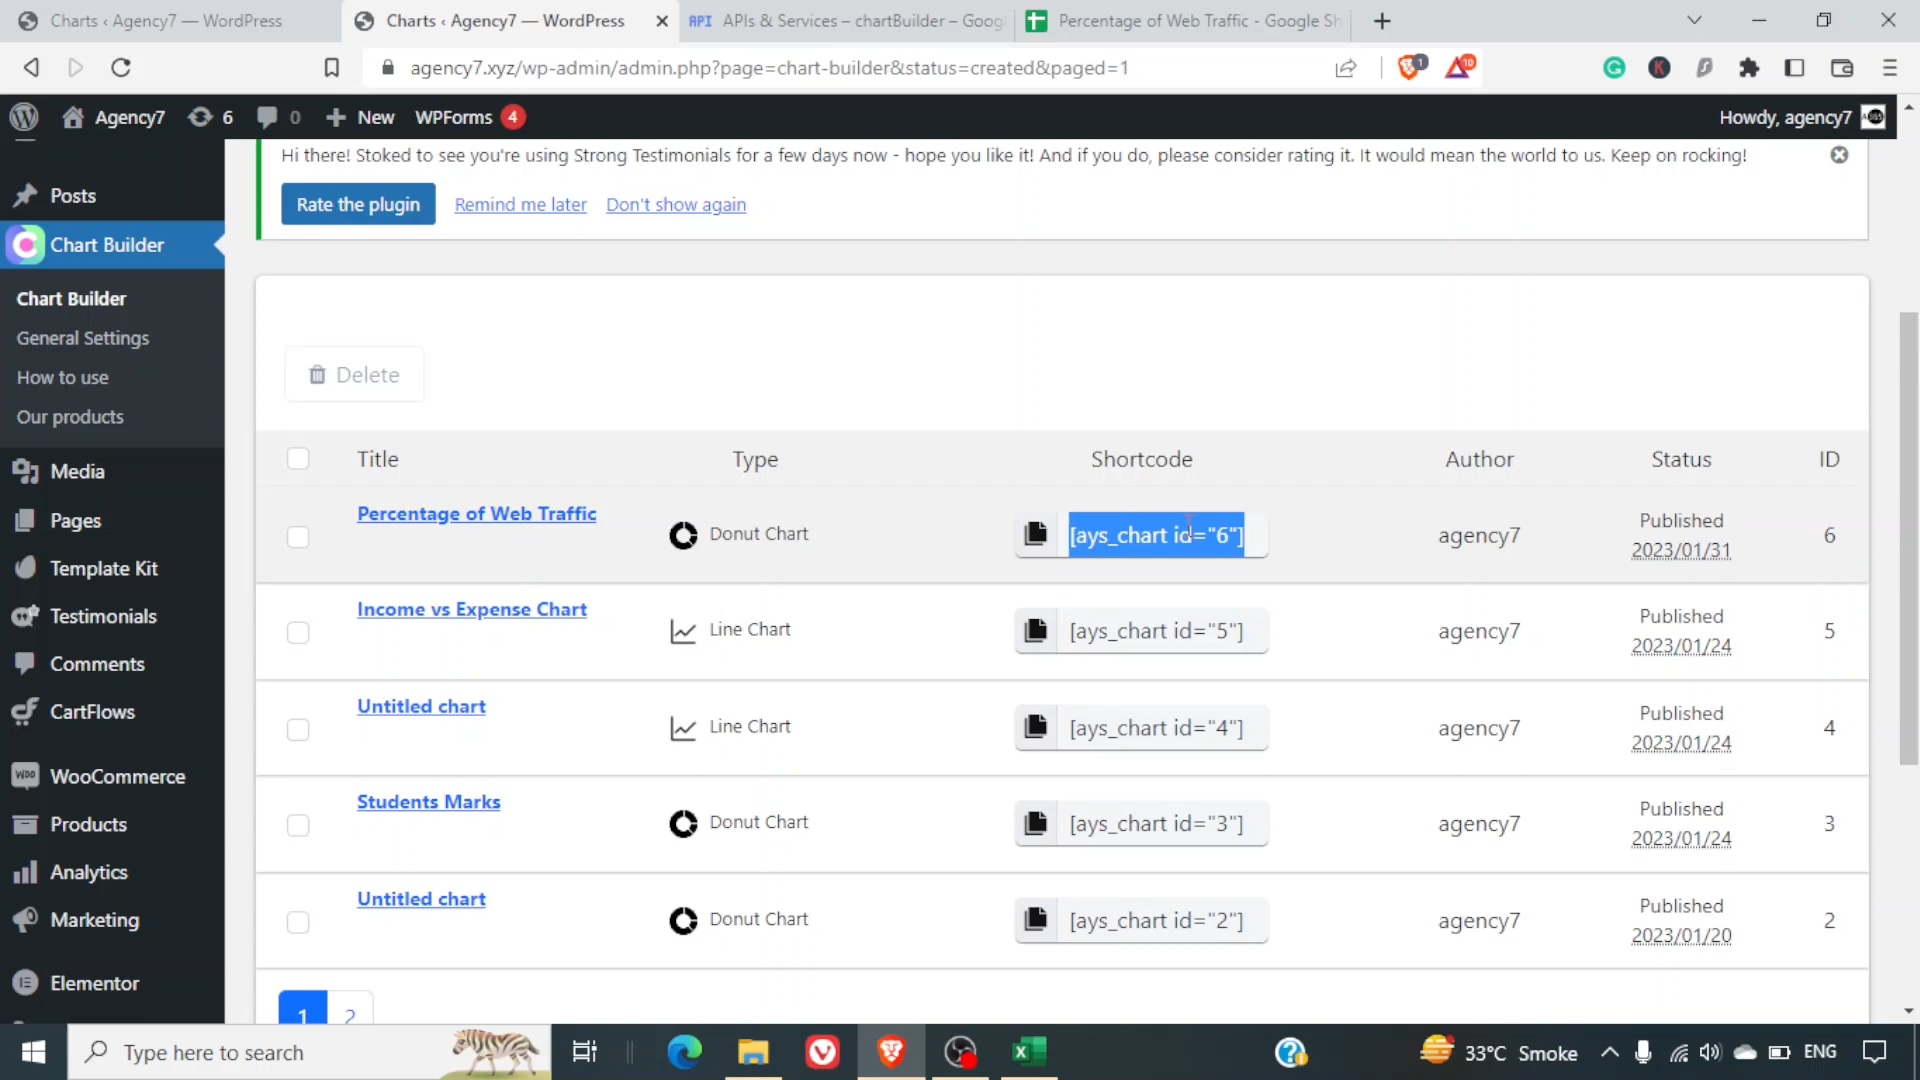 Charts ‹ Agency7 — WordPress
Charts ‹ Agency7 — WordPress
API APIs & Services – chartBuilder – Goog
Percentage of Web Traffic - Google Sh
agency7.xyz/wp-admin/admin.php?page=chart-builder&status=created&paged=1
1
10
Agency7
6
0
New
WPForms 4
Howdy, agency7
Posts
Chart Builder
Chart Builder
General Settings
How to use
Our products
Media
Pages
Template Kit
Testimonials
Comments
CartFlows
WooCommerce
Products
Analytics
Marketing
Elementor
Hi there! Stoked to see you're using Strong Testimonials for a few days now - hope you like it! And if you do, please consider rating it. It would mean the world to us. Keep on rocking!
Rate the plugin
Remind me later
Don't show again
Delete
Title Type Shortcode Author Status ID
Percentage of Web Traffic Donut Chart [ays_chart id="6"] agency7 Published 2023/01/31 6
Income vs Expense Chart Line Chart [ays_chart id="5"] agency7 Published 2023/01/24 5
Untitled chart Line Chart [ays_chart id="4"] agency7 Published 2023/01/24 4
Students Marks Donut Chart [ays_chart id="3"] agency7 Published 2023/01/24 3
Untitled chart Donut Chart [ays_chart id="2"] agency7 Published 2023/01/20 2
1 2
Type here to search
33°C Smoke
ENG